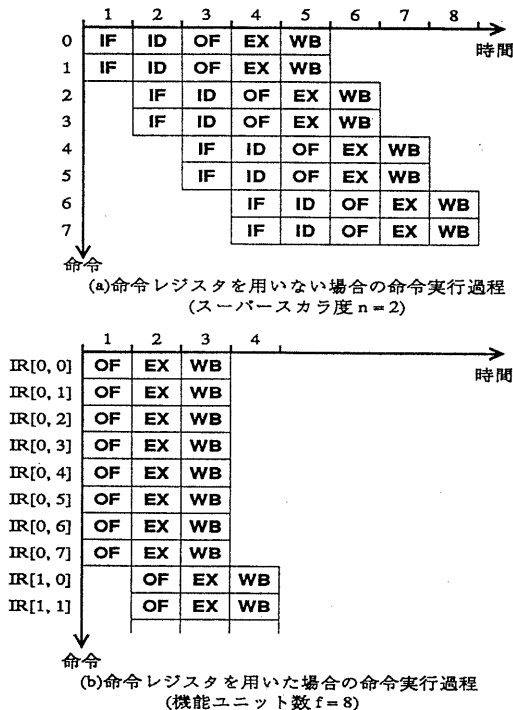 1 2 3 4 5 6 7 8
時間
0 IF ID OF EX WB
1 IF ID OF EX WB
2 IF ID OF EX WB
3 IF ID OF EX WB
4 IF ID OF EX WB
5 IF ID OF EX WB
6 IF ID OF EX WB
7 IF ID OF EX WB
命令
(a)命令レジスタを用いない場合の命令実行過程
(スーパースカラ度 n = 2)
1 2 3 4
時間
IR[0, 0] OF EX WB
IR[0, 1] OF EX WB
IR[0, 2] OF EX WB
IR[0, 3] OF EX WB
IR[0, 4] OF EX WB
IR[0, 5] OF EX WB
IR[0, 6] OF EX WB
IR[0, 7] OF EX WB
IR[1, 0] OF EX WB
IR[1, 1] OF EX WB
命令
(b)命令レジスタを用いた場合の命令実行過程
(機能ユニット数 f = 8)